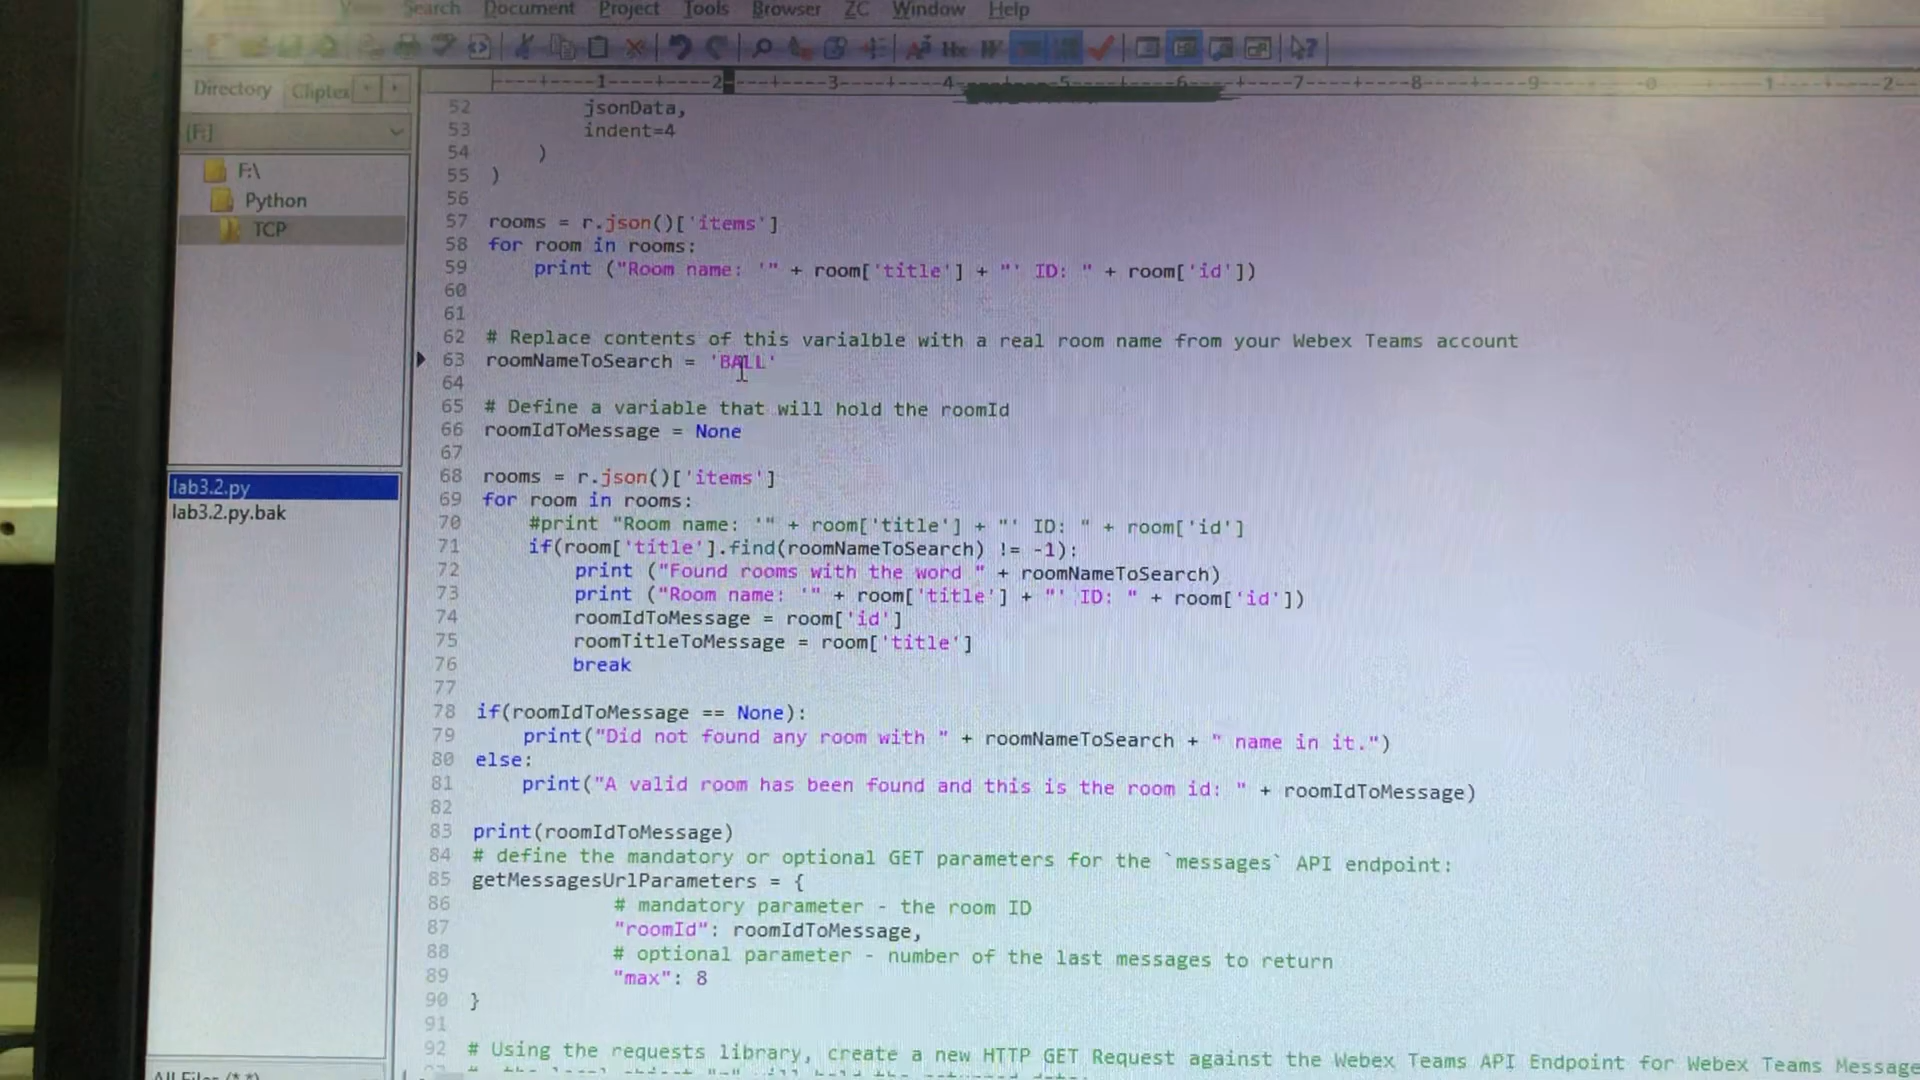 Search Document Project Tools Browser ZC Window Help
Directory Cliptex
[F:]
F:\
Python
TCP
lab3.2.py
lab3.2.py.bak
52 jsonData,
53 indent=4
54 )
55 )
56
57 rooms = r.json()['items']
58 for room in rooms:
59 print ("Room name: '" + room['title'] + "' ID: " + room['id'])
60
61
62 # Replace contents of this varialble with a real room name from your Webex Teams account
63 roomNameToSearch = 'BALL'
64
65 # Define a variable that will hold the roomId
66 roomIdToMessage = None
67
68 rooms = r.json()['items']
69 for room in rooms:
70 #print "Room name: '" + room['title'] + "' ID: " + room['id']
71 if(room['title'].find(roomNameToSearch) != -1):
72 print ("Found rooms with the word " + roomNameToSearch)
73 print ("Room name: '" + room['title'] + "' ID: " + room['id'])
74 roomIdToMessage = room['id']
75 roomTitleToMessage = room['title']
76 break
77
78 if(roomIdToMessage == None):
79 print("Did not found any room with " + roomNameToSearch + " name in it.")
80 else:
81 print("A valid room has been found and this is the room id: " + roomIdToMessage)
82
83 print(roomIdToMessage)
84 # define the mandatory or optional GET parameters for the `messages` API endpoint:
85 getMessagesUrlParameters = {
86 # mandatory parameter - the room ID
87 "roomId": roomIdToMessage,
88 # optional parameter - number of the last messages to return
89 "max": 8
90 }
91
92 # Using the requests library, create a new HTTP GET Request against the Webex Teams API Endpoint for Webex Teams Message